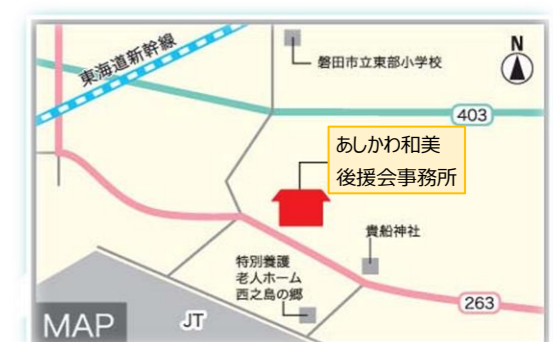 東海道新幹線
磐田市立東部小学校
N
403
あしかわ和美
後援会事務所
貴船神社
特別養護
老人ホーム
西之島の郷
263
MAP
JT